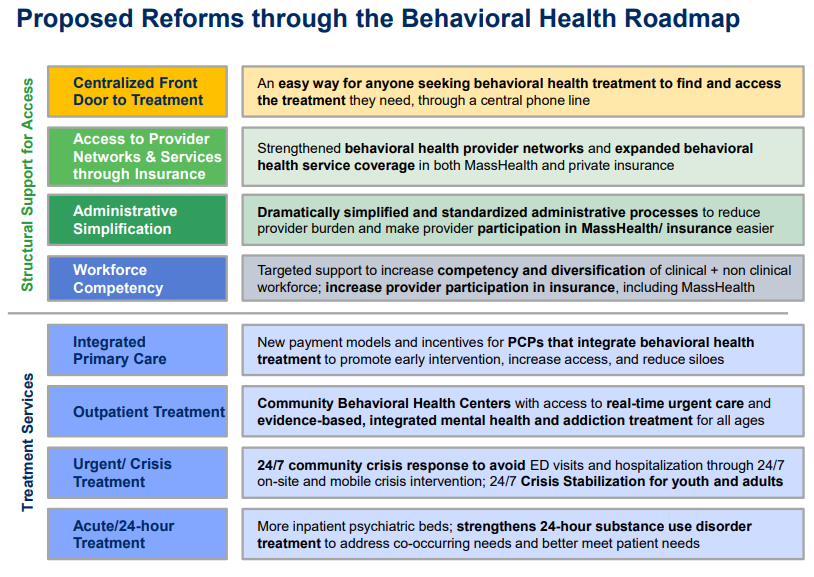 Proposed Reforms through the Behavioral Health Roadmap
Structural Support for Access
Centralized Front
Door to Treatment
An easy way for anyone seeking behavioral health treatment to find and access
the treatment they need, through a central phone line
Access to Provider
Networks & Services
through Insurance
Strengthened behavioral health provider networks and expanded behavioral
health service coverage in both MassHealth and private insurance
Administrative
Simplification
Dramatically simplified and standardized administrative processes to reduce
provider burden and make provider participation in MassHealth/ insurance easier
Workforce
Competency
Targeted support to increase competency and diversification of clinical + non clinical
workforce; increase provider participation in insurance, including MassHealth
Treatment Services
Integrated
Primary Care
New payment models and incentives for PCPs that integrate behavioral health
treatment to promote early intervention, increase access, and reduce siloes
Outpatient Treatment
Community Behavioral Health Centers with access to real-time urgent care and
evidence-based, integrated mental health and addiction treatment for all ages
Urgent/ Crisis
Treatment
24/7 community crisis response to avoid ED visits and hospitalization through 24/7
on-site and mobile crisis intervention; 24/7 Crisis Stabilization for youth and adults
Acute/24-hour
Treatment
More inpatient psychiatric beds; strengthens 24-hour substance use disorder
treatment to address co-occurring needs and better meet patient needs